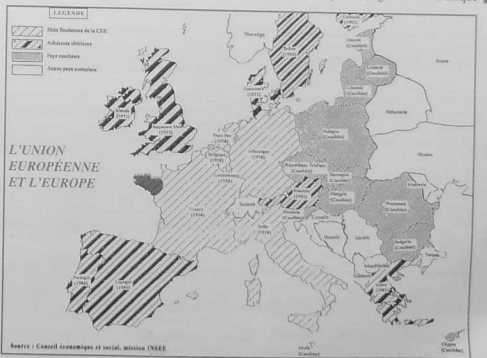 LEGENDE
Etats fondateurs de la CEE
Adhésions ultérieures
Pays candidats
Autres pays européens
L'UNION
EUROPÉENNE
ET L'EUROPE
Norvège
Suède
(1995)
Finlande
(1995)
Estonie
(Candidat)
Lettonie
(Candidat)
Lituanie
(Candidat)
Russie
Biélorussie
Ukraine
Moldavie
Danemark
(1973)
Irlande
(1973)
Royaume-Uni
(1973)
Pays-Bas
(1958)
Belgique
(1958)
Luxembourg
(1958)
Allemagne
(1958)
Pologne
(Candidat)
République Tchèque
(Candidat)
Slovaquie
(Candidat)
Autriche
(1995)
Hongrie
(Candidat)
Slovénie
(Candidat)
Croatie
Roumanie
(Candidat)
Bulgarie
(Candidat)
France
(1958)
Suisse
Italie
(1958)
Bosnie
Serbie
Macédoine
Albanie
Grèce
(1981)
Turquie
Portugal
(1986)
Espagne
(1986)
Malte
(Candidat)
Chypre
(Candidat)
Source : Conseil économique et social, mission INSEE